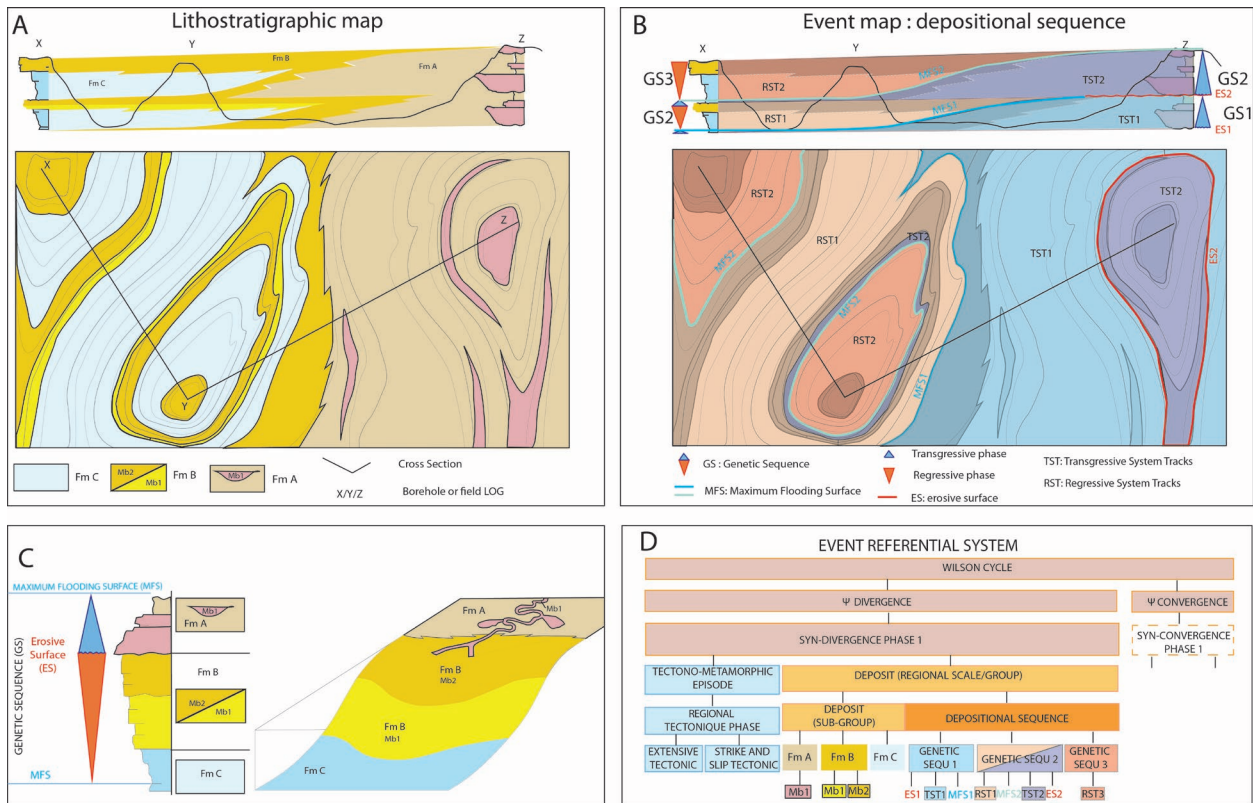 A
Lithostratigraphic map
X
Y
Z
Fm B
Fm A
Fm C
X
Z
Y
Fm C
Mb2
Mb1
Fm B
Mb1
Fm A
Cross Section
X/Y/Z
Borehole or field LOG
B
Event map : depositional sequence
X
Y
Z
GS3
GS2
RST2
MFS2
TST2
RST1
MFS1
TST1
GS2
ES2
GS1
ES1
RST2
MFS2
RST1
TST2
MFS2
RST2
MFS1
TST1
TST2
ES2
GS : Genetic Sequence
MFS: Maximum Flooding Surface
Transgressive phase
Regressive phase
ES: erosive surface
TST: Transgressive System Tracks
RST: Regressive System Tracks
C
MAXIMUM FLOODING SURFACE (MFS)
GENETIC SEQUENCE (GS)
Erosive
Surface
(ES)
MFS
Mb1
Fm A
Fm B
Mb2
Mb1
Fm C
Fm A
Mb1
Fm B
Mb2
Fm B
Mb1
Fm C
D
EVENT REFERENTIAL SYSTEM
WILSON CYCLE
Ψ DIVERGENCE
Ψ CONVERGENCE
SYN-DIVERGENCE PHASE 1
SYN-CONVERGENCE
PHASE 1
TECTONO-METAMORPHIC
EPISODE
DEPOSIT (REGIONAL SCALE/GROUP)
REGIONAL
TECTONIQUE PHASE
DEPOSIT
(SUB-GROUP)
DEPOSITIONAL SEQUENCE
EXTENSIVE
TECTONIC
STRIKE AND
SLIP TECTONIC
Fm A
Fm B
Fm C
GENETIC
SEQU 1
GENETIC SEQU 2
GENETIC
SEQU 3
Mb1
Mb1
Mb2
ES1
TST1
MFS1
RST1
MFS2
TST2
ES2
RST3